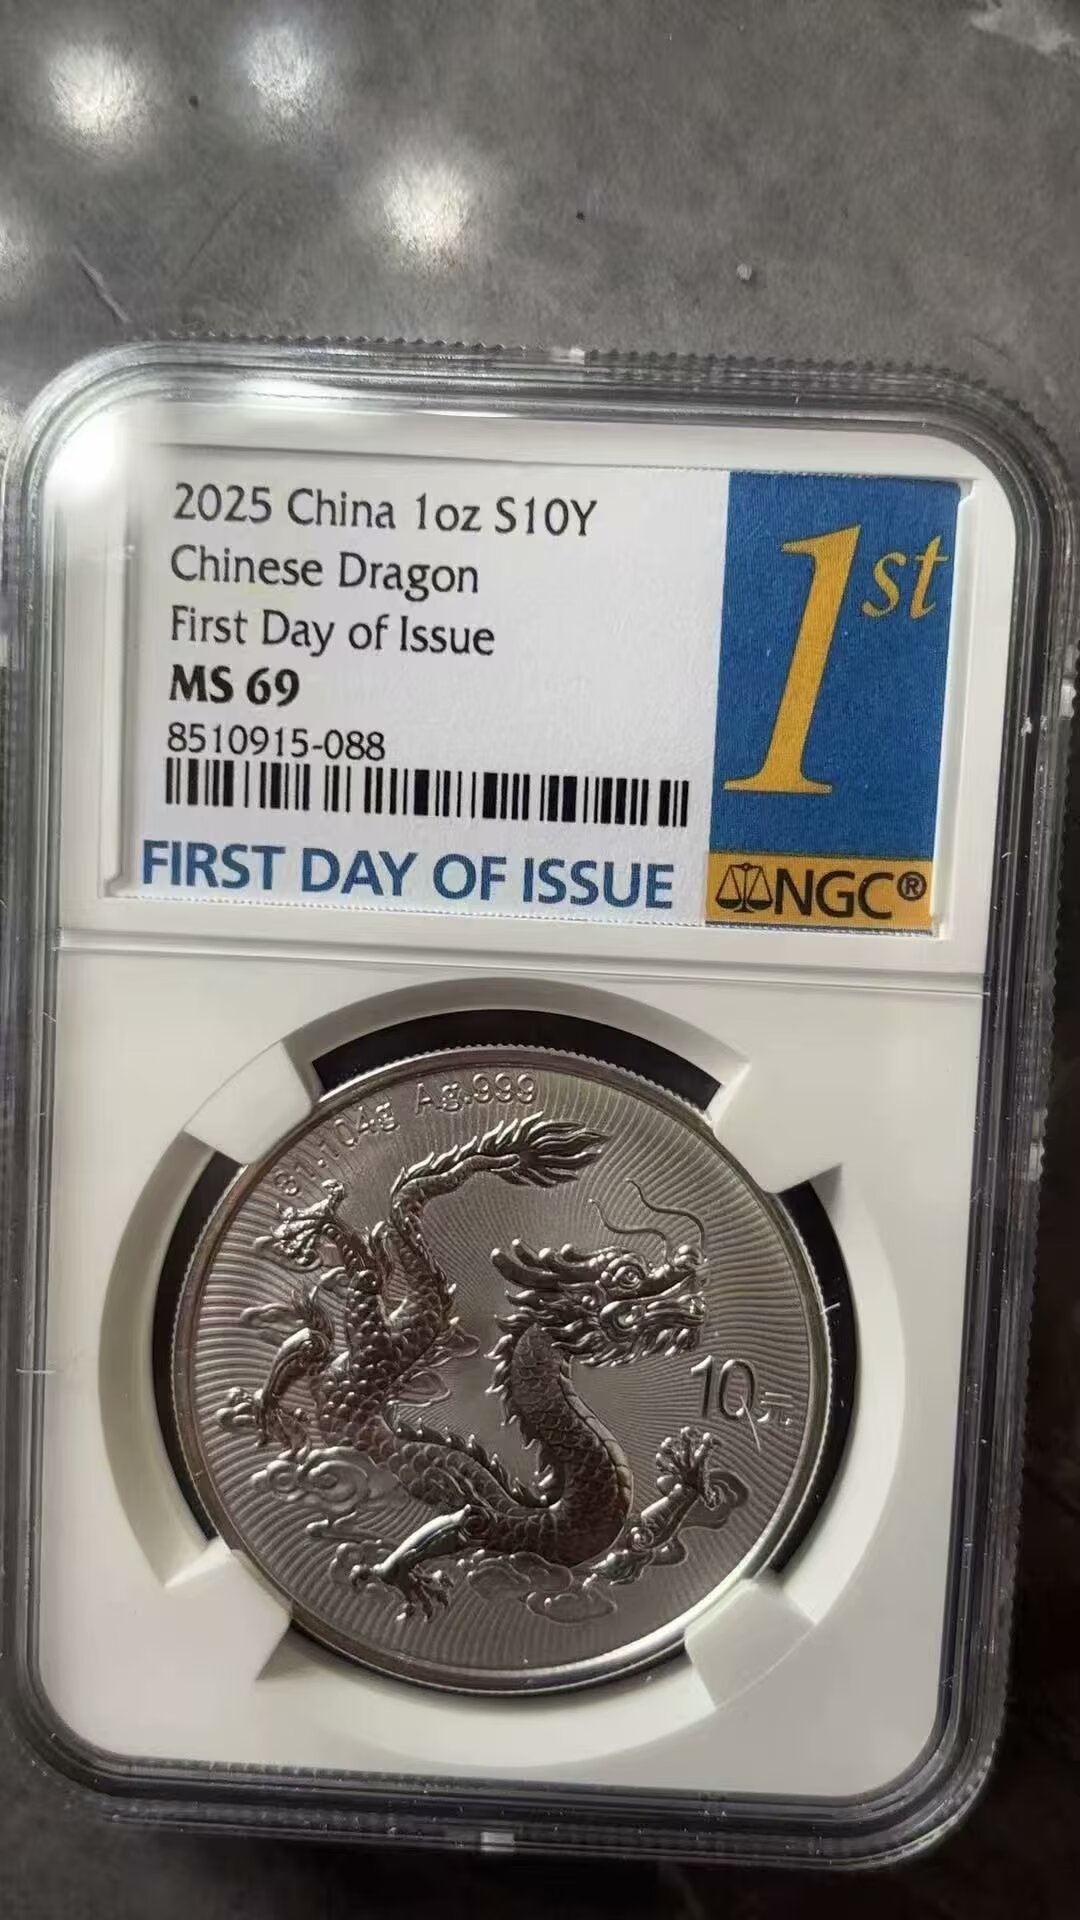 2025 China 1oz S10Y
Chinese Dragon
First Day of Issue
MS 69
8510915-088
FIRST DAY OF ISSUE
1st
NGC®
31.104g Ag.999
10元